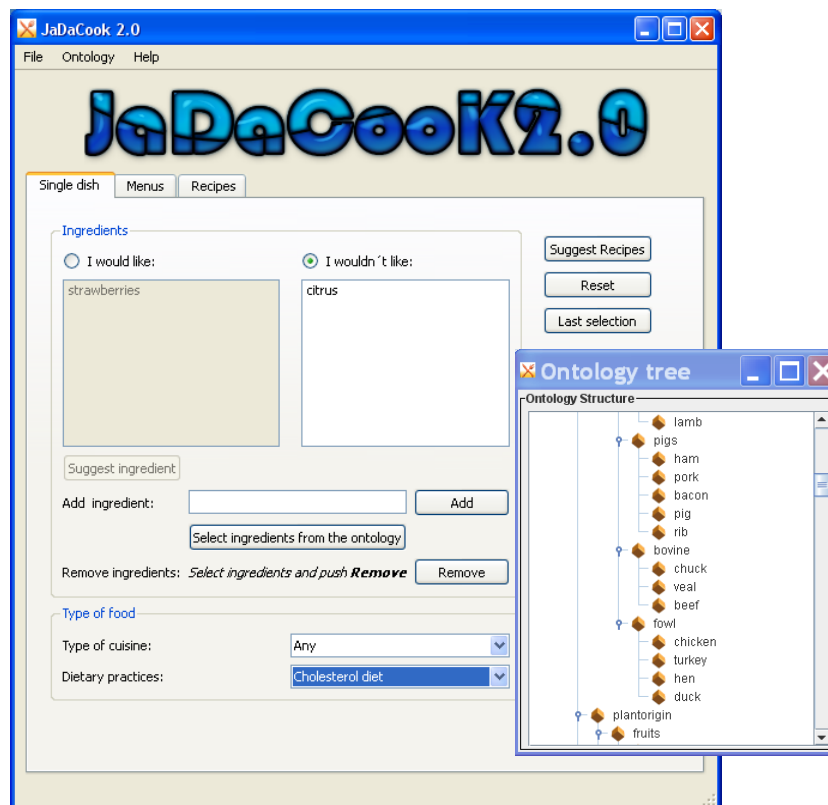 JaDaCook 2.0
File Ontology Help
JaDaCooK2.0
Single dish Menus Recipes
Ingredients
I would like: I wouldn´t like:
strawberries citrus
Suggest Recipes
Reset
Last selection
Suggest ingredient
Add ingredient: Add
Select ingredients from the ontology
Remove ingredients: Select ingredients and push Remove Remove
Type of food
Type of cuisine: Any
Dietary practices: Cholesterol diet
Ontology tree
Ontology Structure
lamb
pigs
ham
pork
bacon
pig
rib
bovine
chuck
veal
beef
fowl
chicken
turkey
hen
duck
plantorigin
fruits